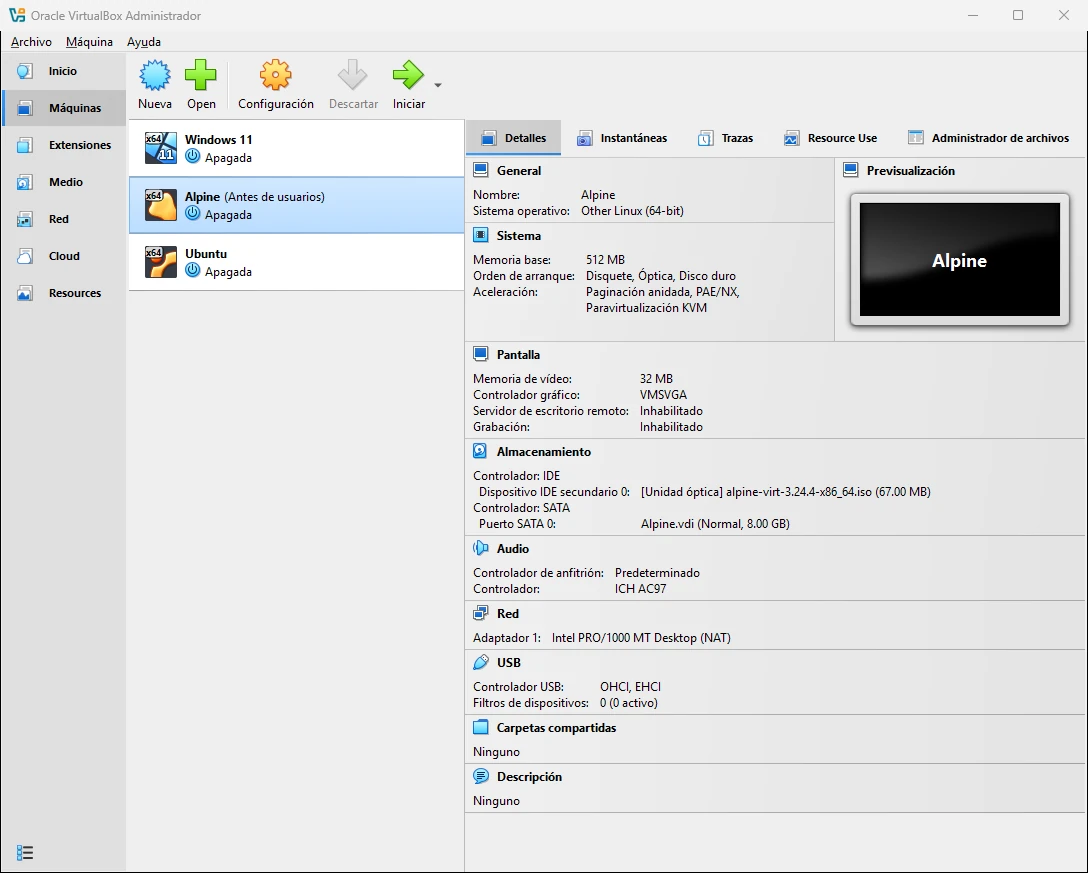 Oracle VirtualBox Administrador
Archivo Máquina Ayuda
Inicio
Máquinas
Extensiones
Medio
Red
Cloud
Resources
Nueva Open Configuración Descartar Iniciar
x64 11 Windows 11
Apagada
x64 Alpine (Antes de usuarios)
Apagada
x64 Ubuntu
Apagada
Detalles Instantáneas Trazas Resource Use Administrador de archivos
General
Nombre: Alpine
Sistema operativo: Other Linux (64-bit)
Sistema
Memoria base: 512 MB
Orden de arranque: Disquete, Óptica, Disco duro
Aceleración: Paginación anidada, PAE/NX,
Paravirtualización KVM
Previsualización
Alpine
Pantalla
Memoria de vídeo: 32 MB
Controlador gráfico: VMSVGA
Servidor de escritorio remoto: Inhabilitado
Grabación: Inhabilitado
Almacenamiento
Controlador: IDE
Dispositivo IDE secundario 0: [Unidad óptica] alpine-virt-3.24.4-x86_64.iso (67.00 MB)
Controlador: SATA
Puerto SATA 0: Alpine.vdi (Normal, 8.00 GB)
Audio
Controlador de anfitrión: Predeterminado
Controlador: ICH AC97
Red
Adaptador 1: Intel PRO/1000 MT Desktop (NAT)
USB
Controlador USB: OHCI, EHCI
Filtros de dispositivos: 0 (0 activo)
Carpetas compartidas
Ninguno
Descripción
Ninguno